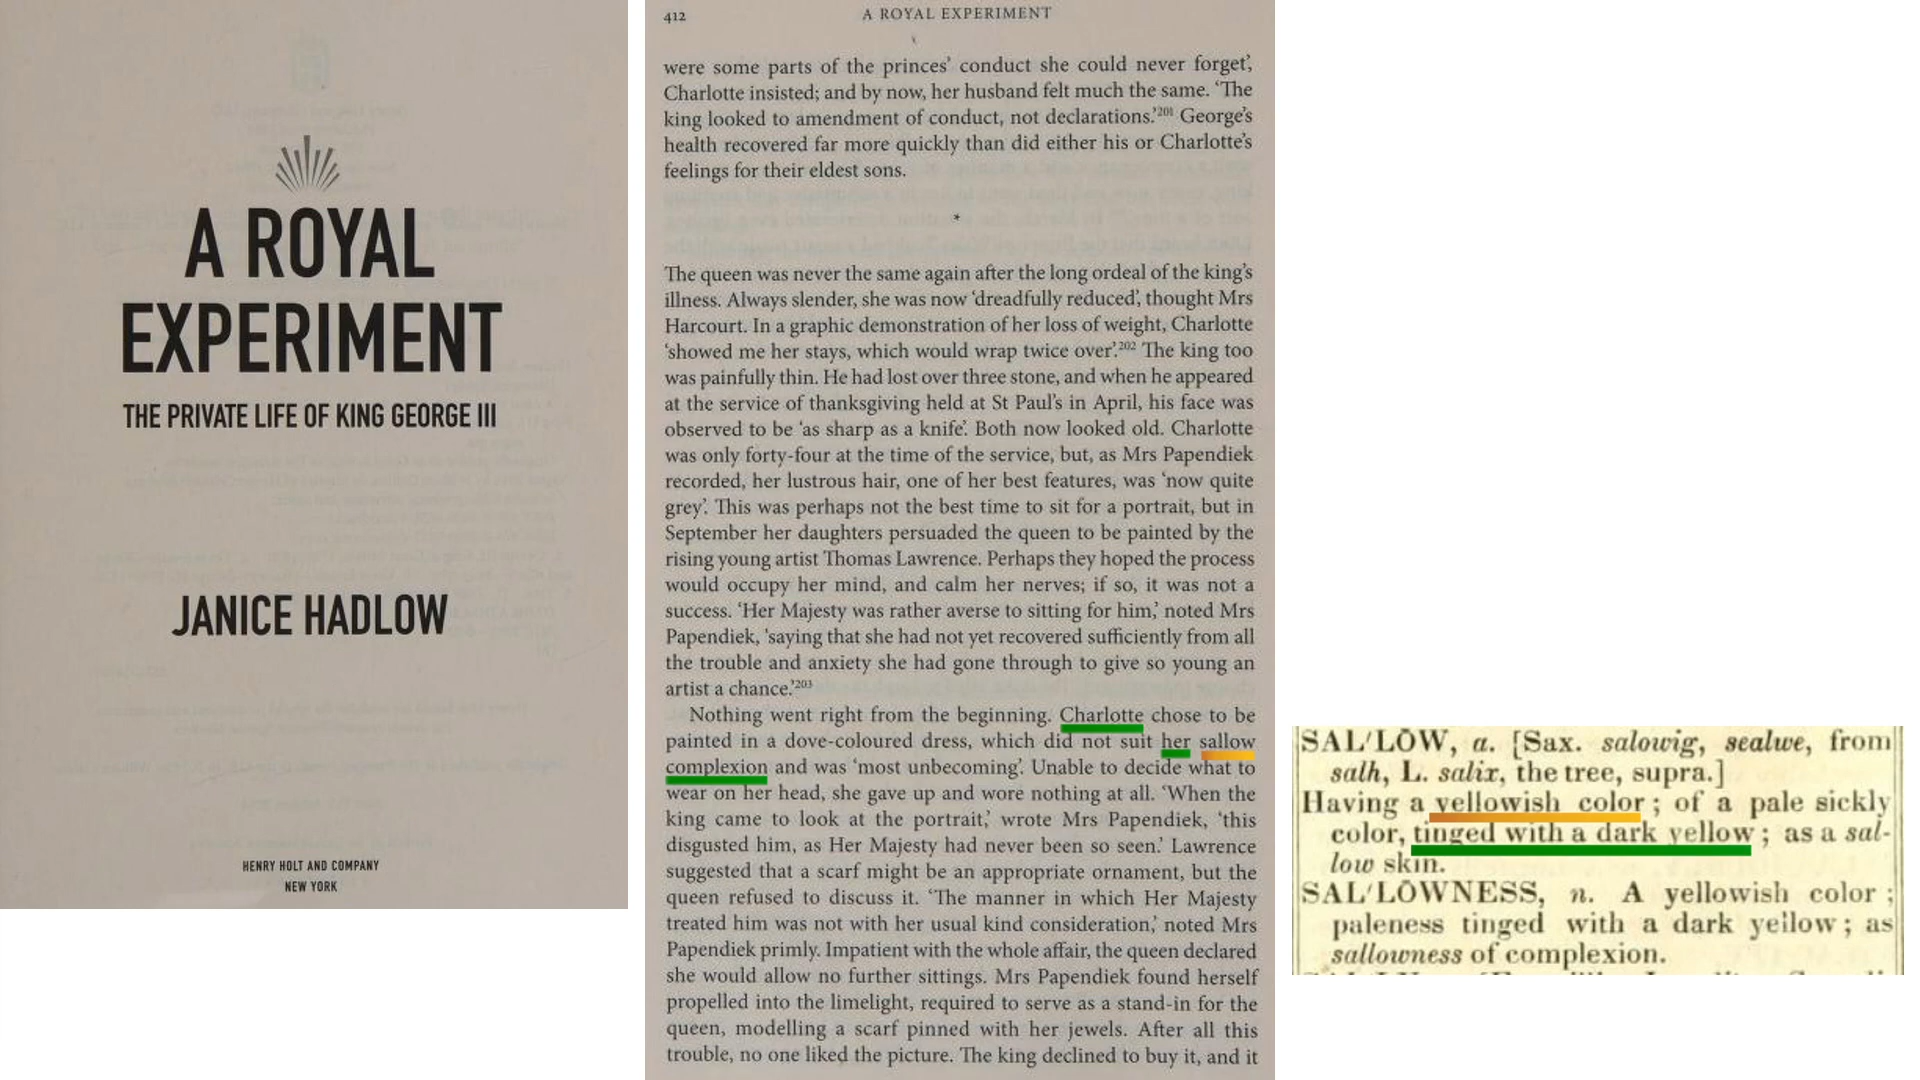 A ROYAL
EXPERIMENT
THE PRIVATE LIFE OF KING GEORGE III
JANICE HADLOW
HENRY HOLT AND COMPANY
NEW YORK
412
A ROYAL EXPERIMENT
were some parts of the princes’ conduct she could never forget’,
Charlotte insisted; and by now, her husband felt much the same. ‘The
king looked to amendment of conduct, not declarations.’201 George’s
health recovered far more quickly than did either his or Charlotte’s
feelings for their eldest sons.
*
The queen was never the same again after the long ordeal of the king’s
illness. Always slender, she was now ‘dreadfully reduced’, thought Mrs
Harcourt. In a graphic demonstration of her loss of weight, Charlotte
‘showed me her stays, which would wrap twice over’.202 The king too
was painfully thin. He had lost over three stone, and when he appeared
at the service of thanksgiving held at St Paul’s in April, his face was
observed to be ‘as sharp as a knife’. Both now looked old. Charlotte
was only forty-four at the time of the service, but, as Mrs Papendiek
recorded, her lustrous hair, one of her best features, was ‘now quite
grey’. This was perhaps not the best time to sit for a portrait, but in
September her daughters persuaded the queen to be painted by the
rising young artist Thomas Lawrence. Perhaps they hoped the process
would occupy her mind, and calm her nerves; if so, it was not a
success. ‘Her Majesty was rather averse to sitting for him,’ noted Mrs
Papendiek, ‘saying that she had not yet recovered sufficiently from all
the trouble and anxiety she had gone through to give so young an
artist a chance.’203
Nothing went right from the beginning. Charlotte chose to be
painted in a dove-coloured dress, which did not suit her sallow
complexion and was ‘most unbecoming’. Unable to decide what to
wear on her head, she gave up and wore nothing at all. ‘When the
king came to look at the portrait,’ wrote Mrs Papendiek, ‘this
disgusted him, as Her Majesty had never been so seen.’ Lawrence
suggested that a scarf might be an appropriate ornament, but the
queen refused to discuss it. ‘The manner in which Her Majesty
treated him was not with her usual kind consideration,’ noted Mrs
Papendiek primly. Impatient with the whole affair, the queen declared
she would allow no further sittings. Mrs Papendiek found herself
propelled into the limelight, required to serve as a stand-in for the
queen, modelling a scarf pinned with her jewels. After all this
trouble, no one liked the picture. The king declined to buy it, and it
SAL'LŌW, a. [Sax. salowig, sealwe, from
salh, L. salix, the tree, supra.]
Having a yellowish color; of a pale sickly
color, tinged with a dark yellow; as a sal-
low skin.
SAL'LŌWNESS, n. A yellowish color;
paleness tinged with a dark yellow; as
sallowness of complexion.